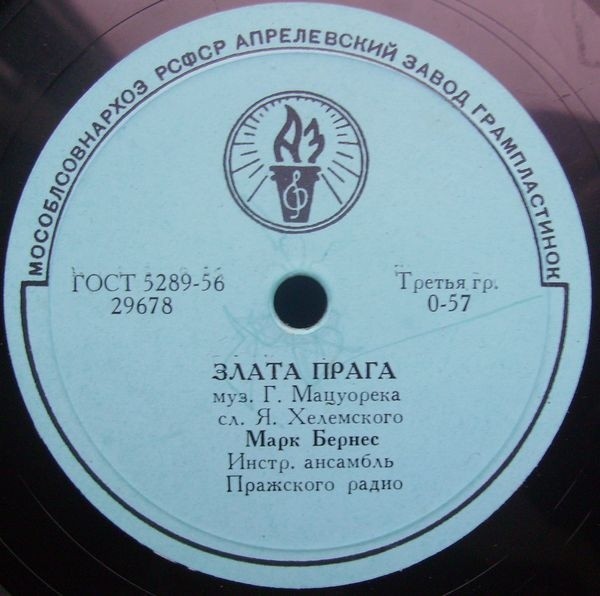 МОСОБЛСОВНАРХОЗ РСФСР АПРЕЛЕВСКИЙ ЗАВОД ГРАМПЛАСТИНОК
АЗ
ГОСТ 5289-56
29678
Третья гр.
0-57
ЗЛАТА ПРАГА
муз. Г. Мацуорека
сл. Я. Хелемского
Марк Бернес
Инстр. ансамбль
Пражского радио